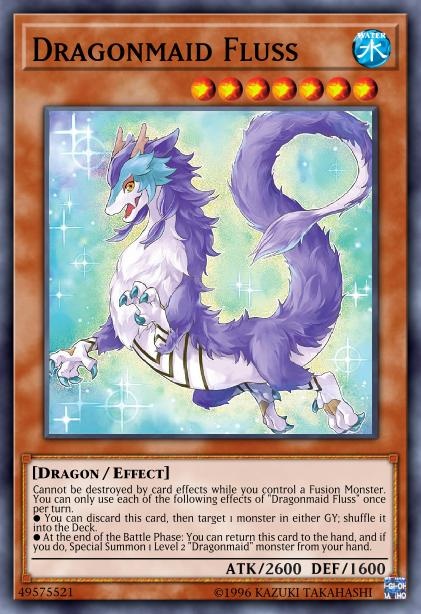 Dragonmaid Fluss
WATER
水
[Dragon / Effect]
Cannot be destroyed by card effects while you control a Fusion Monster.
You can only use each of the following effects of "Dragonmaid Fluss" once
per turn.
● You can discard this card, then target 1 monster in either GY; shuffle it
into the Deck.
● At the end of the Battle Phase: You can return this card to the hand, and if
you do, Special Summon 1 Level 2 "Dragonmaid" monster from your hand.
ATK/2600 DEF/1600
49575521
©1996 KAZUKI TAKAHASHI